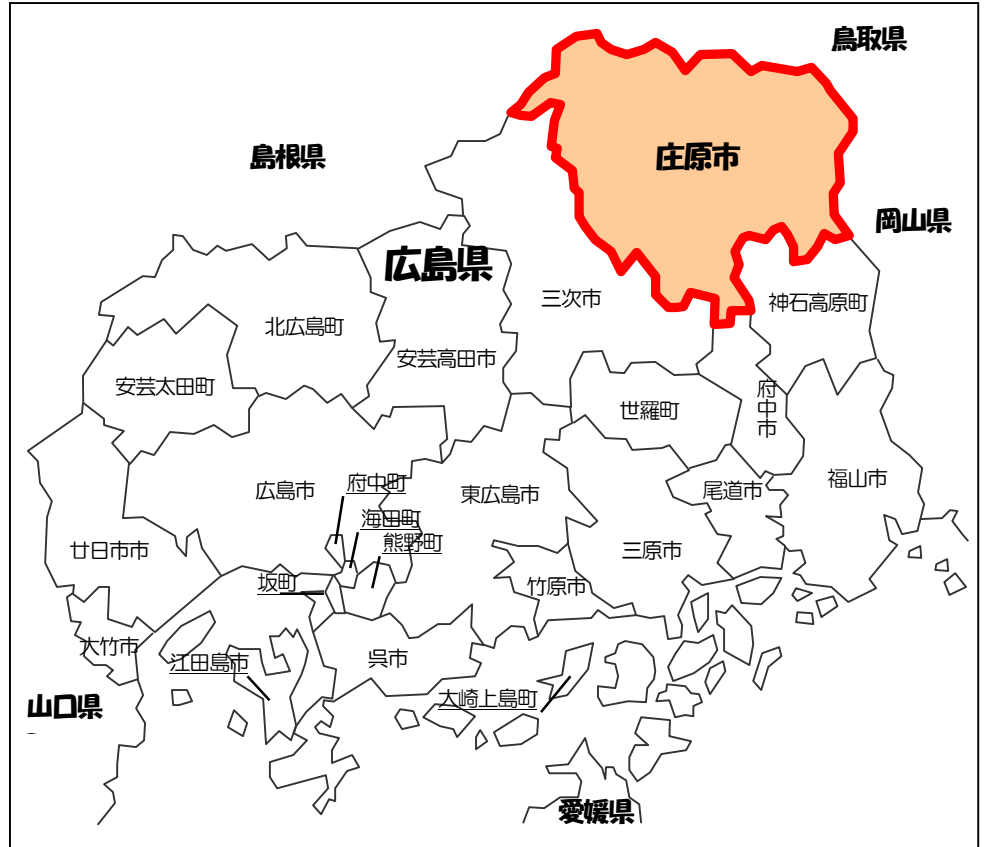 鳥取県
島根県
庄原市
岡山県
広島県
三次市
神石高原町
北広島町
安芸高田市
安芸太田町
世羅町
府中市
広島市
府中町
東広島市
尾道市
福山市
海田町
熊野町
廿日市市
三原市
坂町
竹原市
大竹市
江田島市
呉市
大崎上島町
山口県
愛媛県